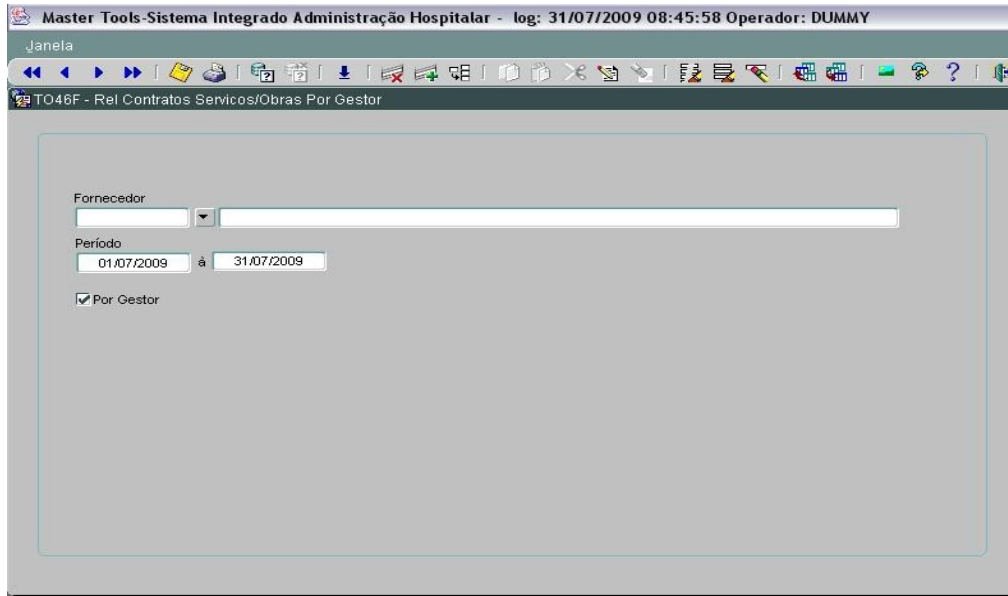 Master Tools-Sistema Integrado Administração Hospitalar - log: 31/07/2009 08:45:58 Operador: DUMMY
Janela
TO46F - Rel Contratos Servicos/Obras Por Gestor
Fornecedor
Período
01/07/2009 à 31/07/2009
Por Gestor